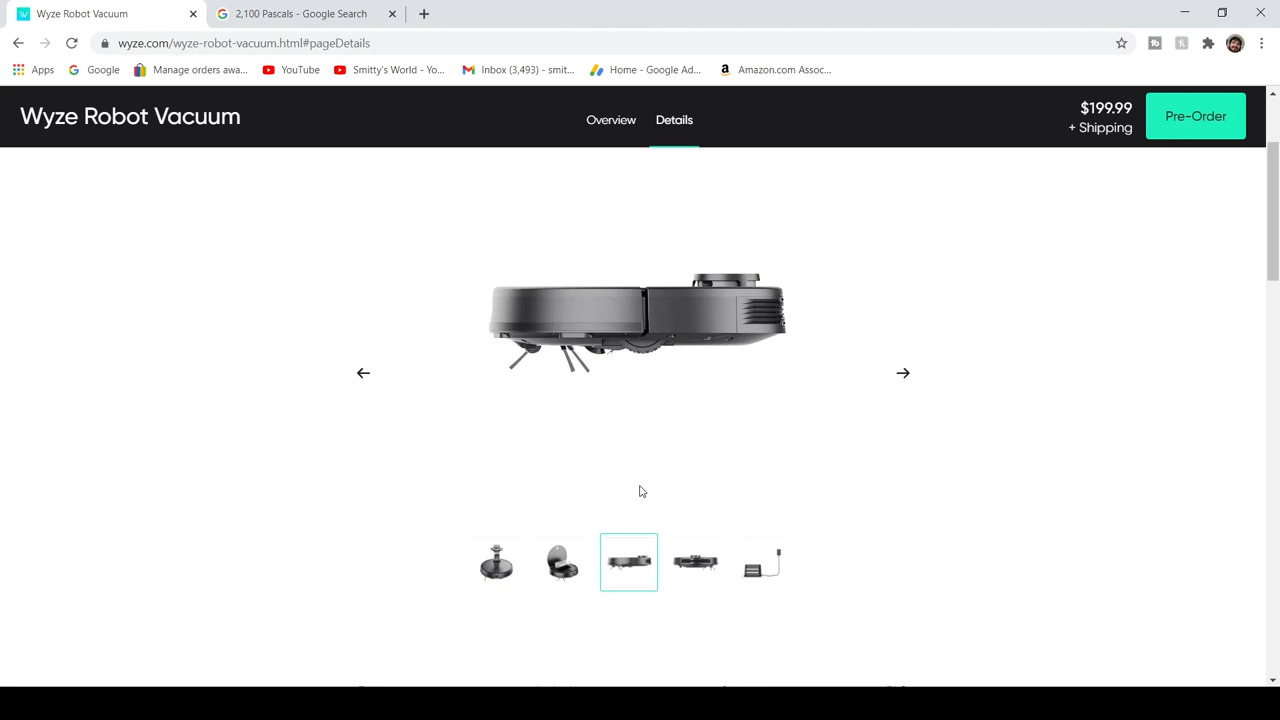 Wyze Robot Vacuum
2,100 Pascals - Google Search
wyze.com/wyze-robot-vacuum.html#pageDetails
Apps
Google
Manage orders awa...
YouTube
Smitty's World - Yo...
Inbox (3,493) - smit...
Home - Google Ad...
Amazon.com Assoc...
Wyze Robot Vacuum
Overview
Details
$199.99
+ Shipping
Pre-Order